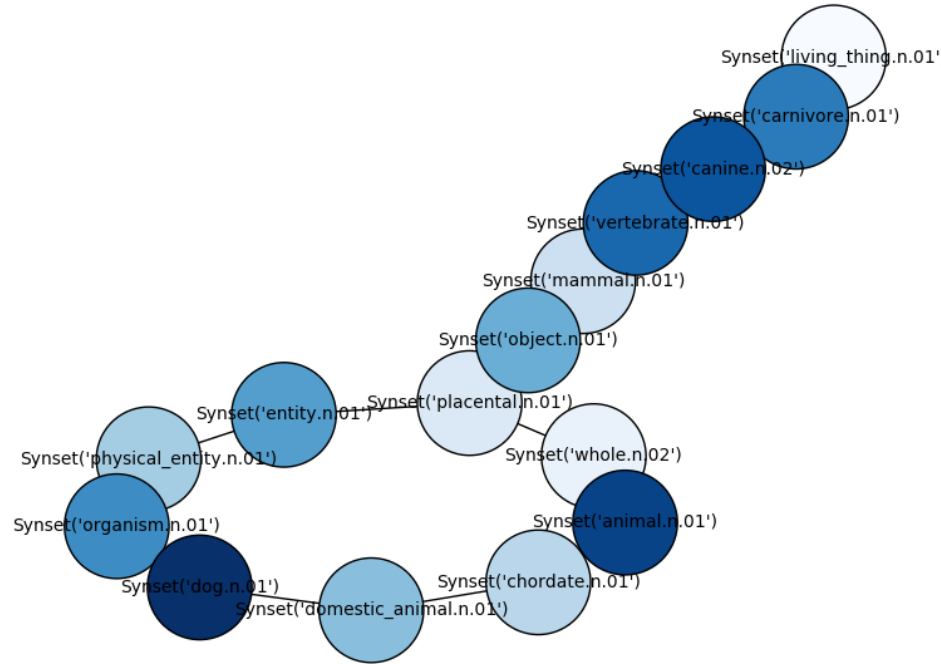 Synset('living_thing.n.01'
Synset('carnivore.n.01')
Synset('canine.n.02')
Synset('vertebrate.n.01')
Synset('mammal.n.01')
Synset('object.n.01')
Synset('entity.n.01')
Synset('placental.n.01')
Synset('physical_entity.n.01')
Synset('whole.n.02')
Synset('organism.n.01')
Synset('animal.n.01')
Synset('dog.n.01')
Synset('chordate.n.01')
Synset('domestic_animal.n.01')